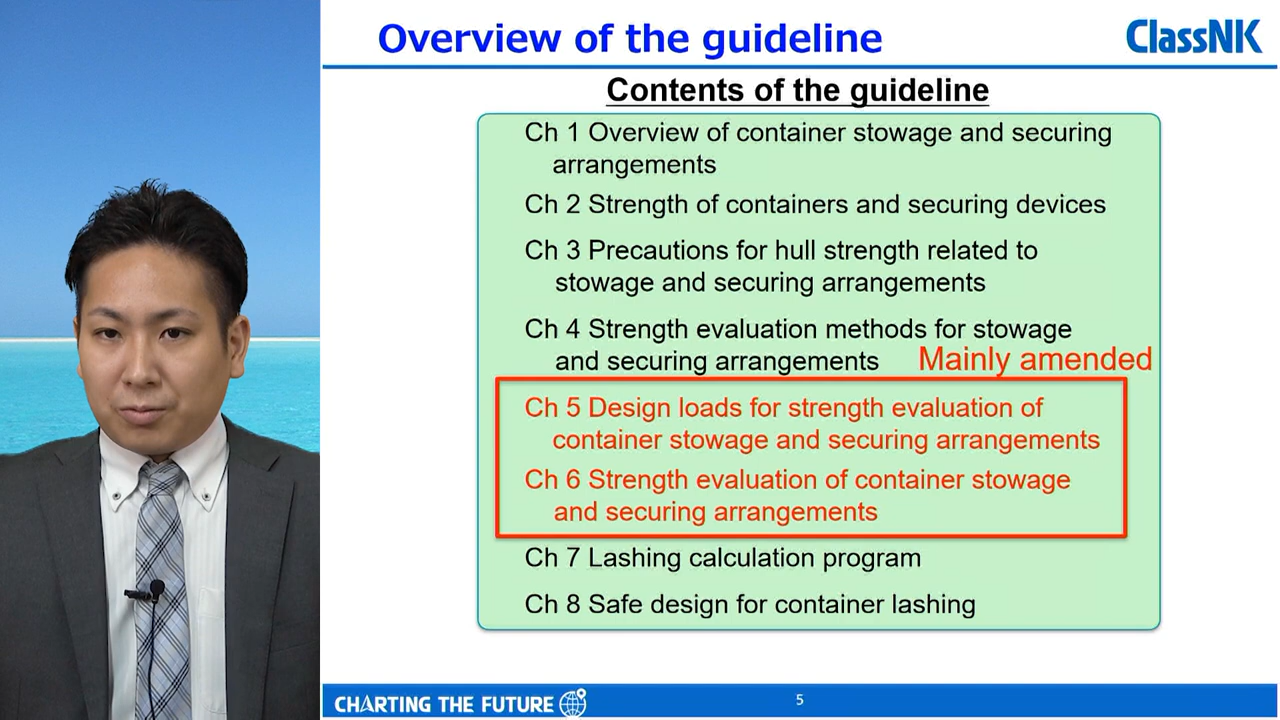 Overview of the guideline
ClassNK
Contents of the guideline
Ch 1 Overview of container stowage and securing
arrangements
Ch 2 Strength of containers and securing devices
Ch 3 Precautions for hull strength related to
stowage and securing arrangements
Ch 4 Strength evaluation methods for stowage
and securing arrangements
Mainly amended
Ch 5 Design loads for strength evaluation of
container stowage and securing arrangements
Ch 6 Strength evaluation of container stowage
and securing arrangements
Ch 7 Lashing calculation program
Ch 8 Safe design for container lashing
CHARTING THE FUTURE
5